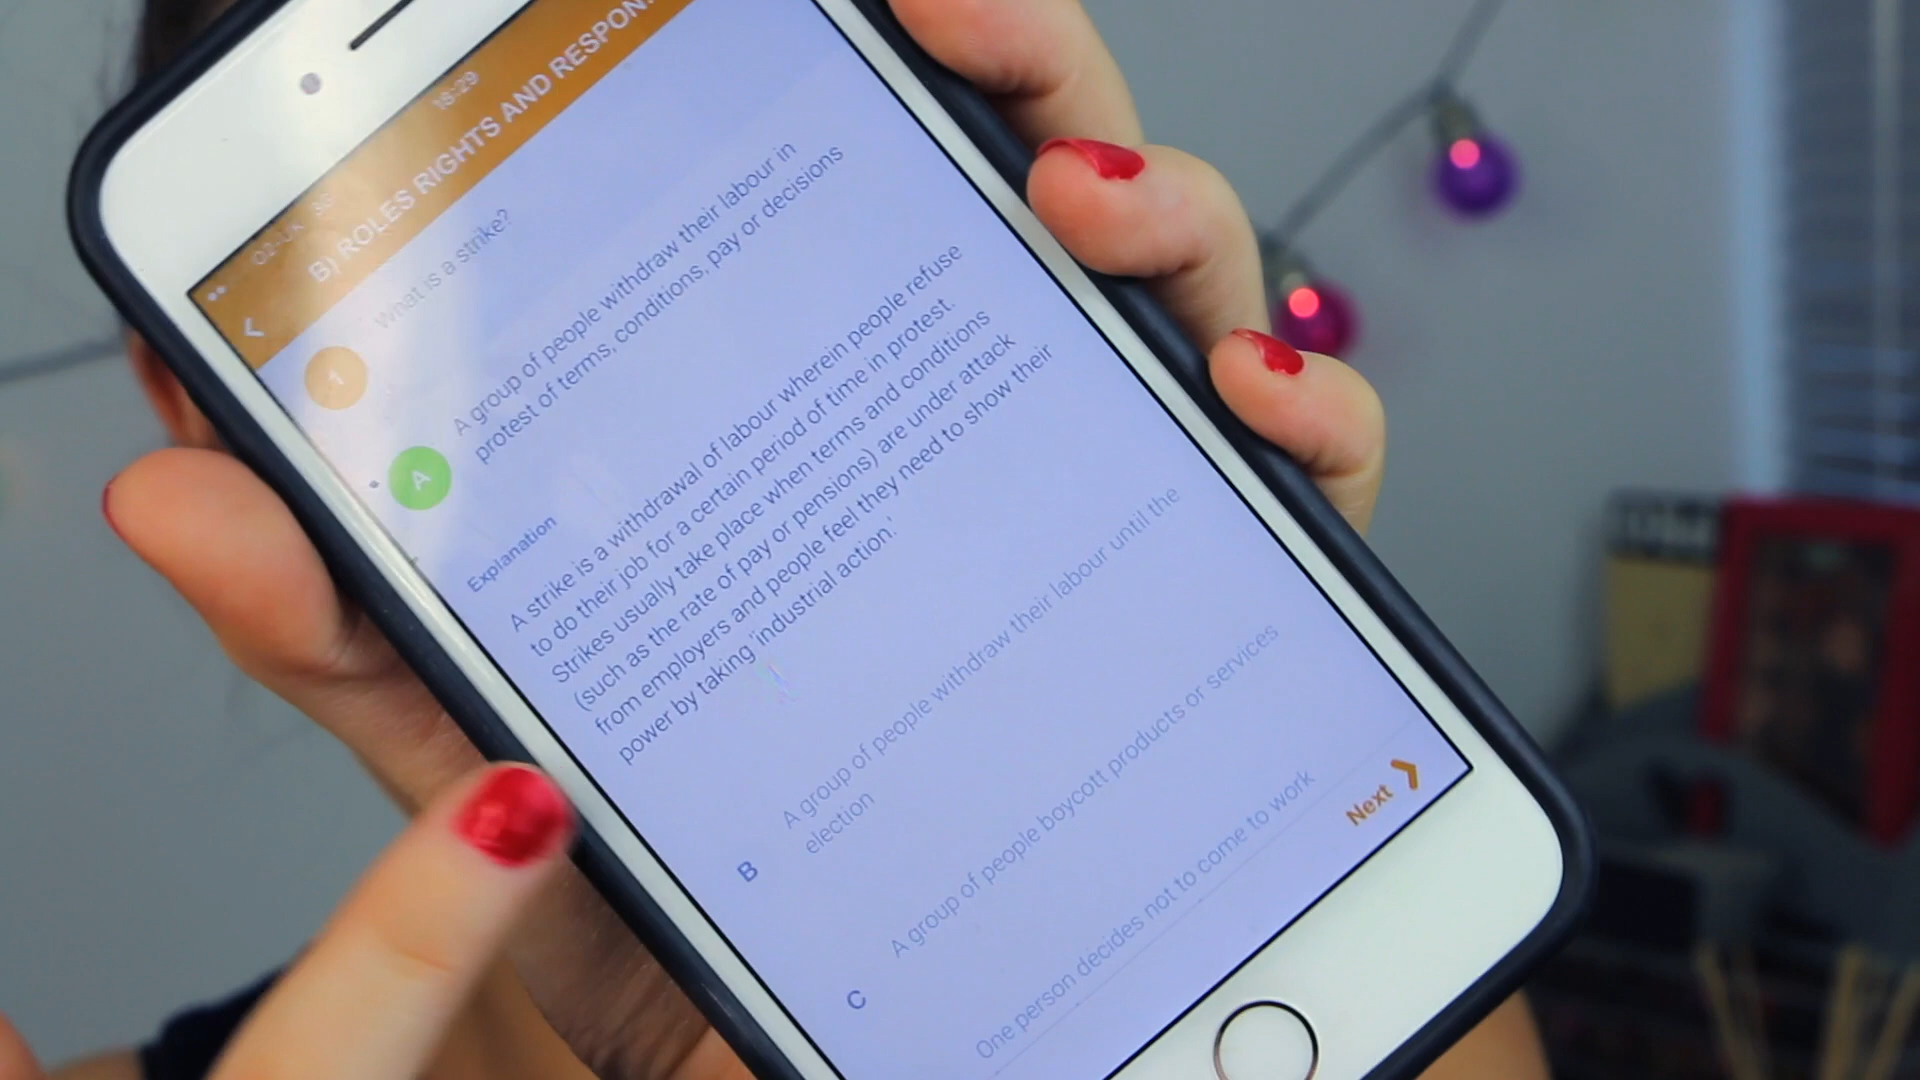 O2-UK 3G
18:29
B) ROLES RIGHTS AND RESPON
1
What is a strike?
A
A group of people withdraw their labour in
protest of terms, conditions, pay or decisions
Explanation
A strike is a withdrawal of labour wherein people refuse
to do their job for a certain period of time in protest.
Strikes usually take place when terms and conditions
(such as the rate of pay or pensions) are under attack
from employers and people feel they need to show their
power by taking 'industrial action.'
B
A group of people withdraw their labour until the
election
C
A group of people boycott products or services
One person decides not to come to work
Next